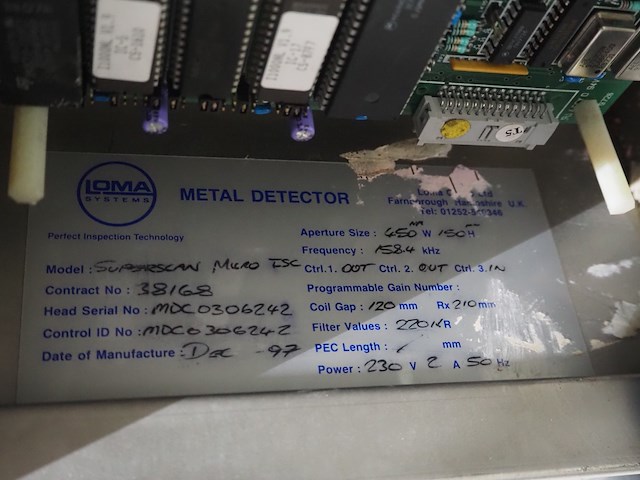 LOMA
SYSTEMS
METAL DETECTOR
Perfect Inspection Technology
Farnborough Hampshire U.K.
Tel: 01252
Aperture Size : 450 W 150 H
Frequency : 158.4 kHz
Model : SUPERSCAN MICRO ISC
Ctrl. 1. OUT Ctrl. 2. OUT Ctrl. 3. IN
Contract No : 38168
Programmable Gain Number :
Head Serial No : MDC0306242
Coil Gap : 120 mm Rx 210 mm
Control ID No : MDC0306242
Filter Values : 220KR
Date of Manufacture : DEC -97
PEC Length : / mm
Power : 230 V 2 A 50 Hz